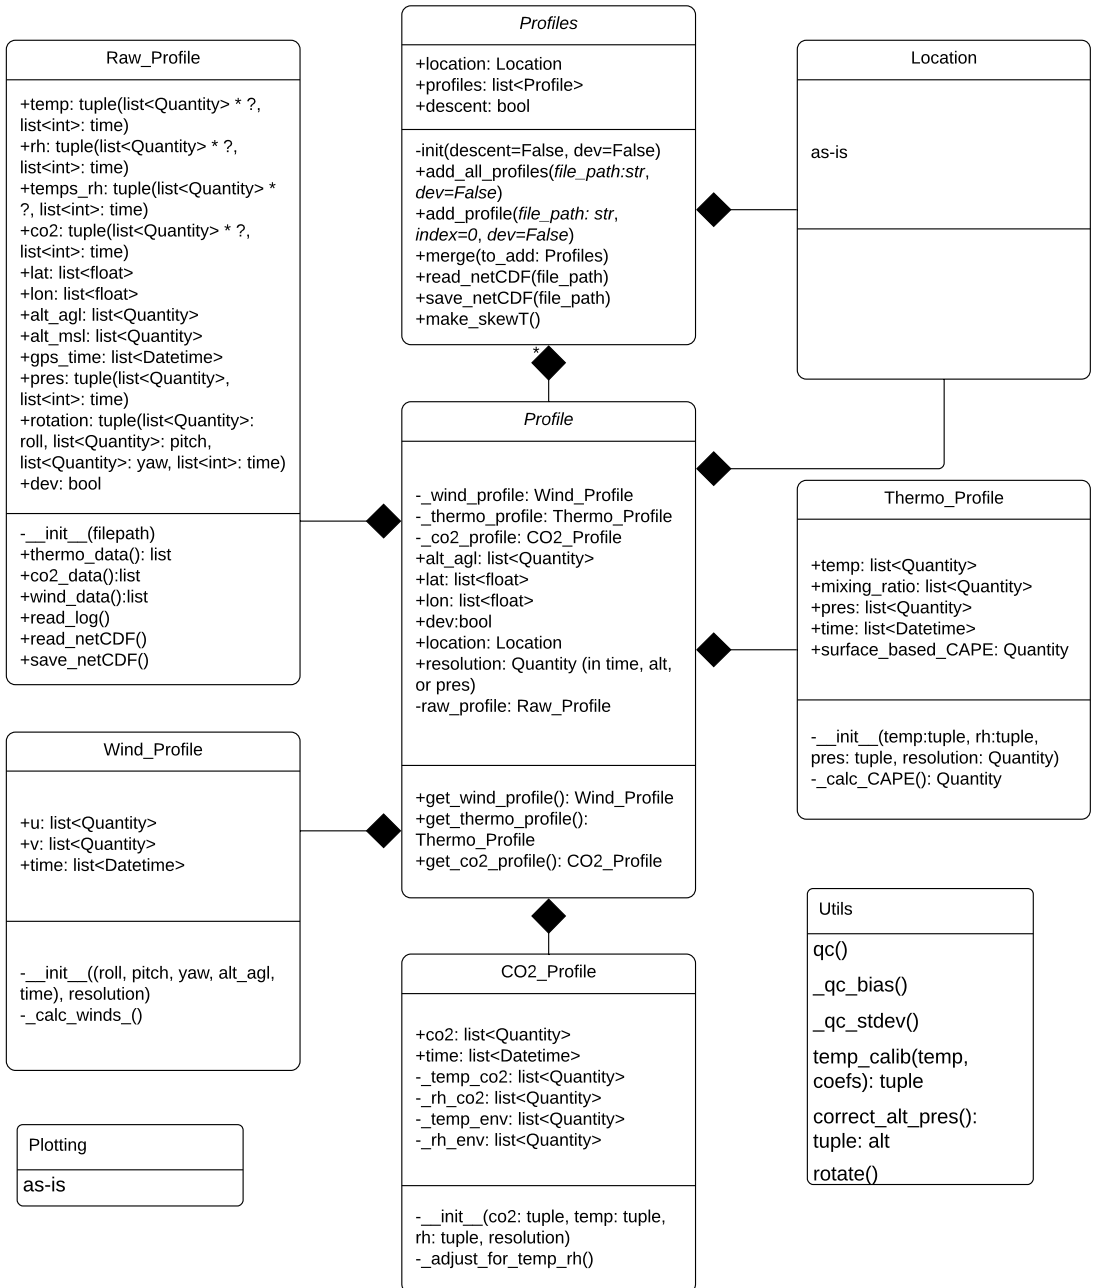 Profiles
+location: Location
+profiles: list<Profile>
+descent: bool
-init(descent=False, dev=False)
+add_all_profiles(file_path:str,
dev=False)
+add_profile(file_path: str,
index=0, dev=False)
+merge(to_add: Profiles)
+read_netCDF(file_path)
+save_netCDF(file_path)
+make_skewT()
*
Raw_Profile
+temp: tuple(list<Quantity> * ?,
list<int>: time)
+rh: tuple(list<Quantity> * ?,
list<int>: time)
+temps_rh: tuple(list<Quantity> *
?, list<int>: time)
+co2: tuple(list<Quantity> * ?,
list<int>: time)
+lat: list<float>
+lon: list<float>
+alt_agl: list<Quantity>
+alt_msl: list<Quantity>
+gps_time: list<Datetime>
+pres: tuple(list<Quantity>,
list<int>: time)
+rotation: tuple(list<Quantity>:
roll, list<Quantity>: pitch,
list<Quantity>: yaw, list<int>: time)
+dev: bool
-__init__(filepath)
+thermo_data(): list
+co2_data():list
+wind_data():list
+read_log()
+read_netCDF()
+save_netCDF()
Location
as-is
Profile
-_wind_profile: Wind_Profile
-_thermo_profile: Thermo_Profile
-_co2_profile: CO2_Profile
+alt_agl: list<Quantity>
+lat: list<float>
+lon: list<float>
+dev:bool
+location: Location
+resolution: Quantity (in time, alt,
or pres)
-raw_profile: Raw_Profile
+get_wind_profile(): Wind_Profile
+get_thermo_profile():
Thermo_Profile
+get_co2_profile(): CO2_Profile
Thermo_Profile
+temp: list<Quantity>
+mixing_ratio: list<Quantity>
+pres: list<Quantity>
+time: list<Datetime>
+surface_based_CAPE: Quantity
-__init__(temp:tuple, rh:tuple,
pres: tuple, resolution: Quantity)
-_calc_CAPE(): Quantity
Wind_Profile
+u: list<Quantity>
+v: list<Quantity>
+time: list<Datetime>
-__init__((roll, pitch, yaw, alt_agl,
time), resolution)
-_calc_winds_()
CO2_Profile
+co2: list<Quantity>
+time: list<Datetime>
-_temp_co2: list<Quantity>
-_rh_co2: list<Quantity>
-_temp_env: list<Quantity>
-_rh_env: list<Quantity>
-__init__(co2: tuple, temp: tuple,
rh: tuple, resolution)
-_adjust_for_temp_rh()
Utils
qc()
_qc_bias()
_qc_stdev()
temp_calib(temp,
coefs): tuple
correct_alt_pres():
tuple: alt
rotate()
Plotting
as-is